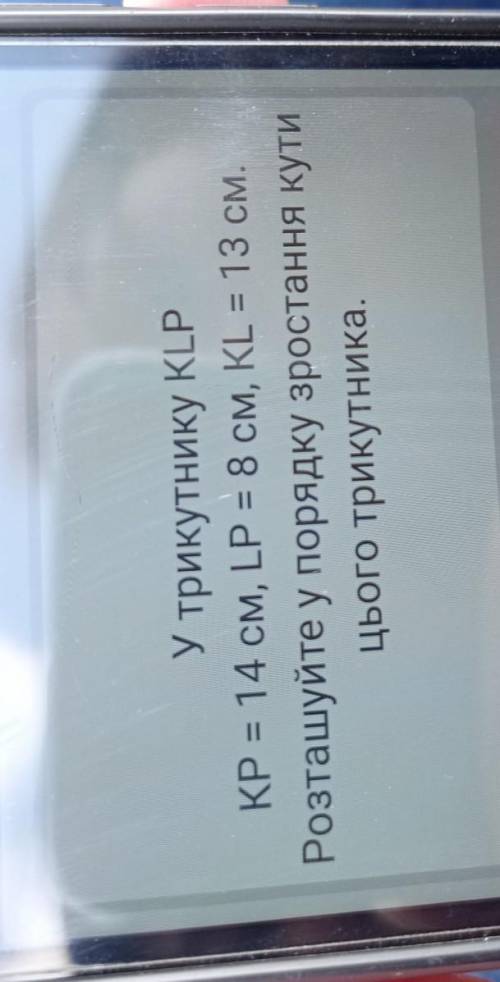 У трикутнику KLP
KP = 14 см, LP = 8 см, KL = 13 см.
Розташуйте у порядку зростання кути
цього трикутника.